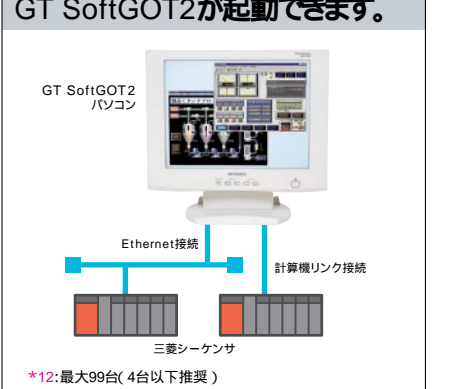 GT SoftGOT2が起動できます。
GT SoftGOT2
パソコン
Ethernet接続
計算機リンク接続
三菱シーケンサ
*12:最大99台(4台以下推奨)